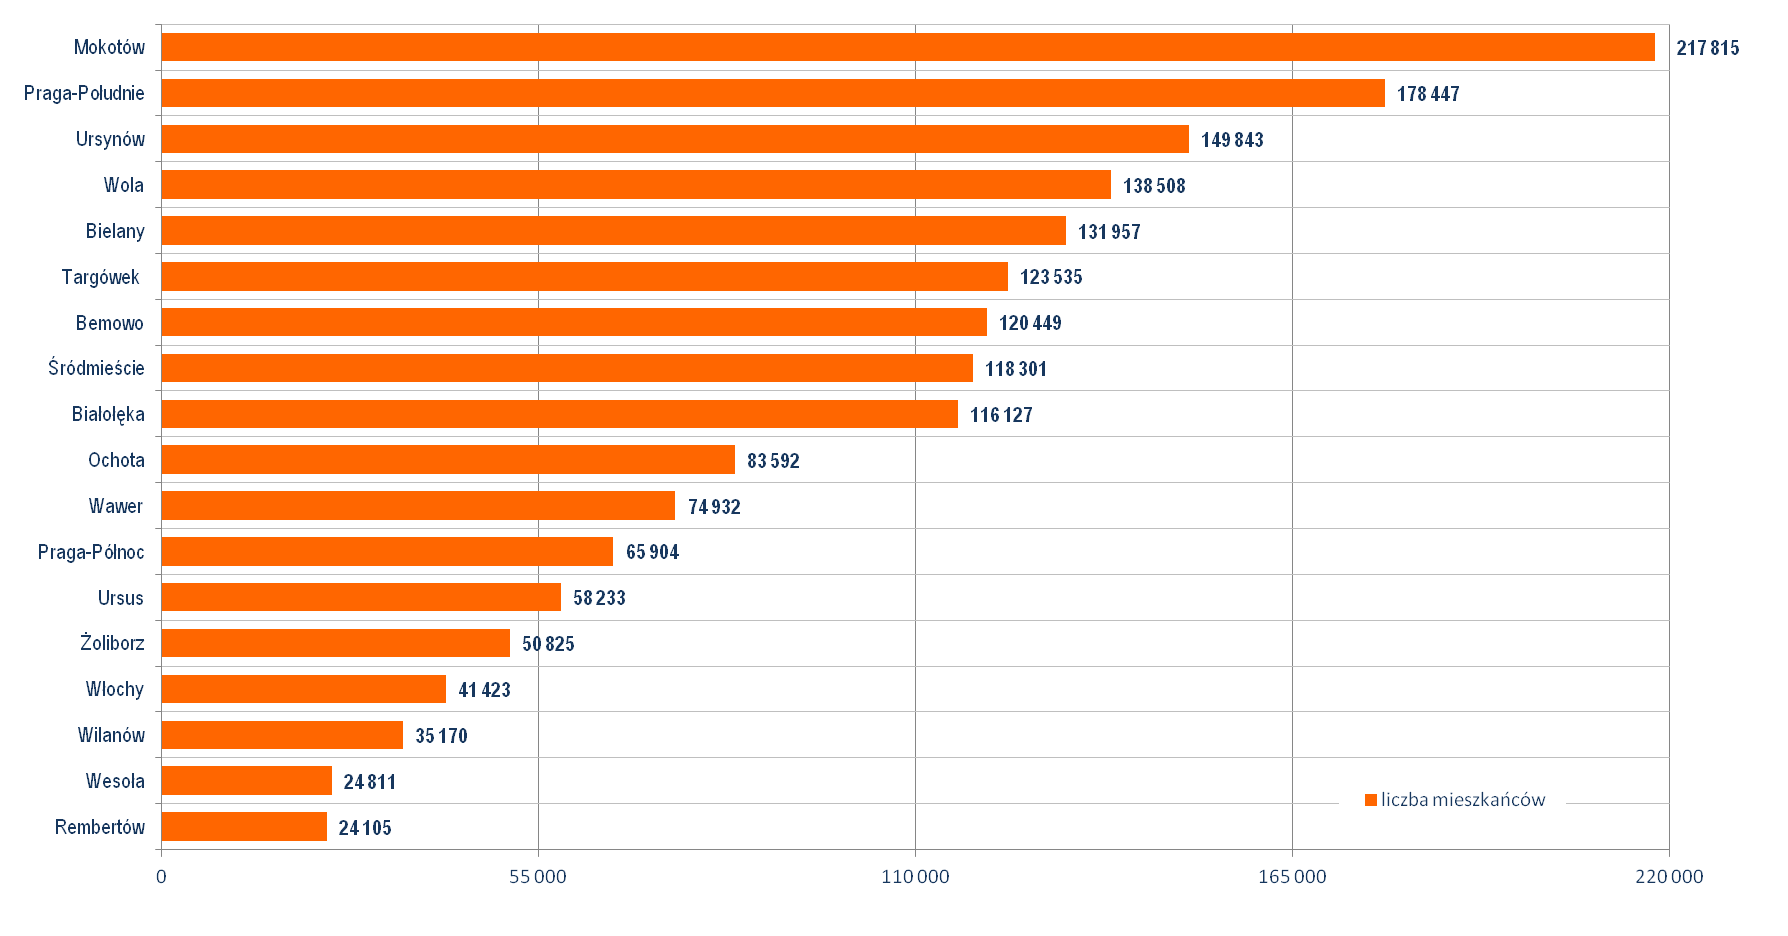 Mokotów 217 815
Praga-Południe 178 447
Ursynów 149 843
Wola 138 508
Bielany 131 957
Targówek 123 535
Bemowo 120 449
Śródmieście 118 301
Białołęka 116 127
Ochota 83 592
Wawer 74 932
Praga-Północ 65 904
Ursus 58 233
Żoliborz 50 825
Włochy 41 423
Wilanów 35 170
Wesoła 24 811
liczba mieszkańców
Rembertów 24 105
0 55 000 110 000 165 000 220 000